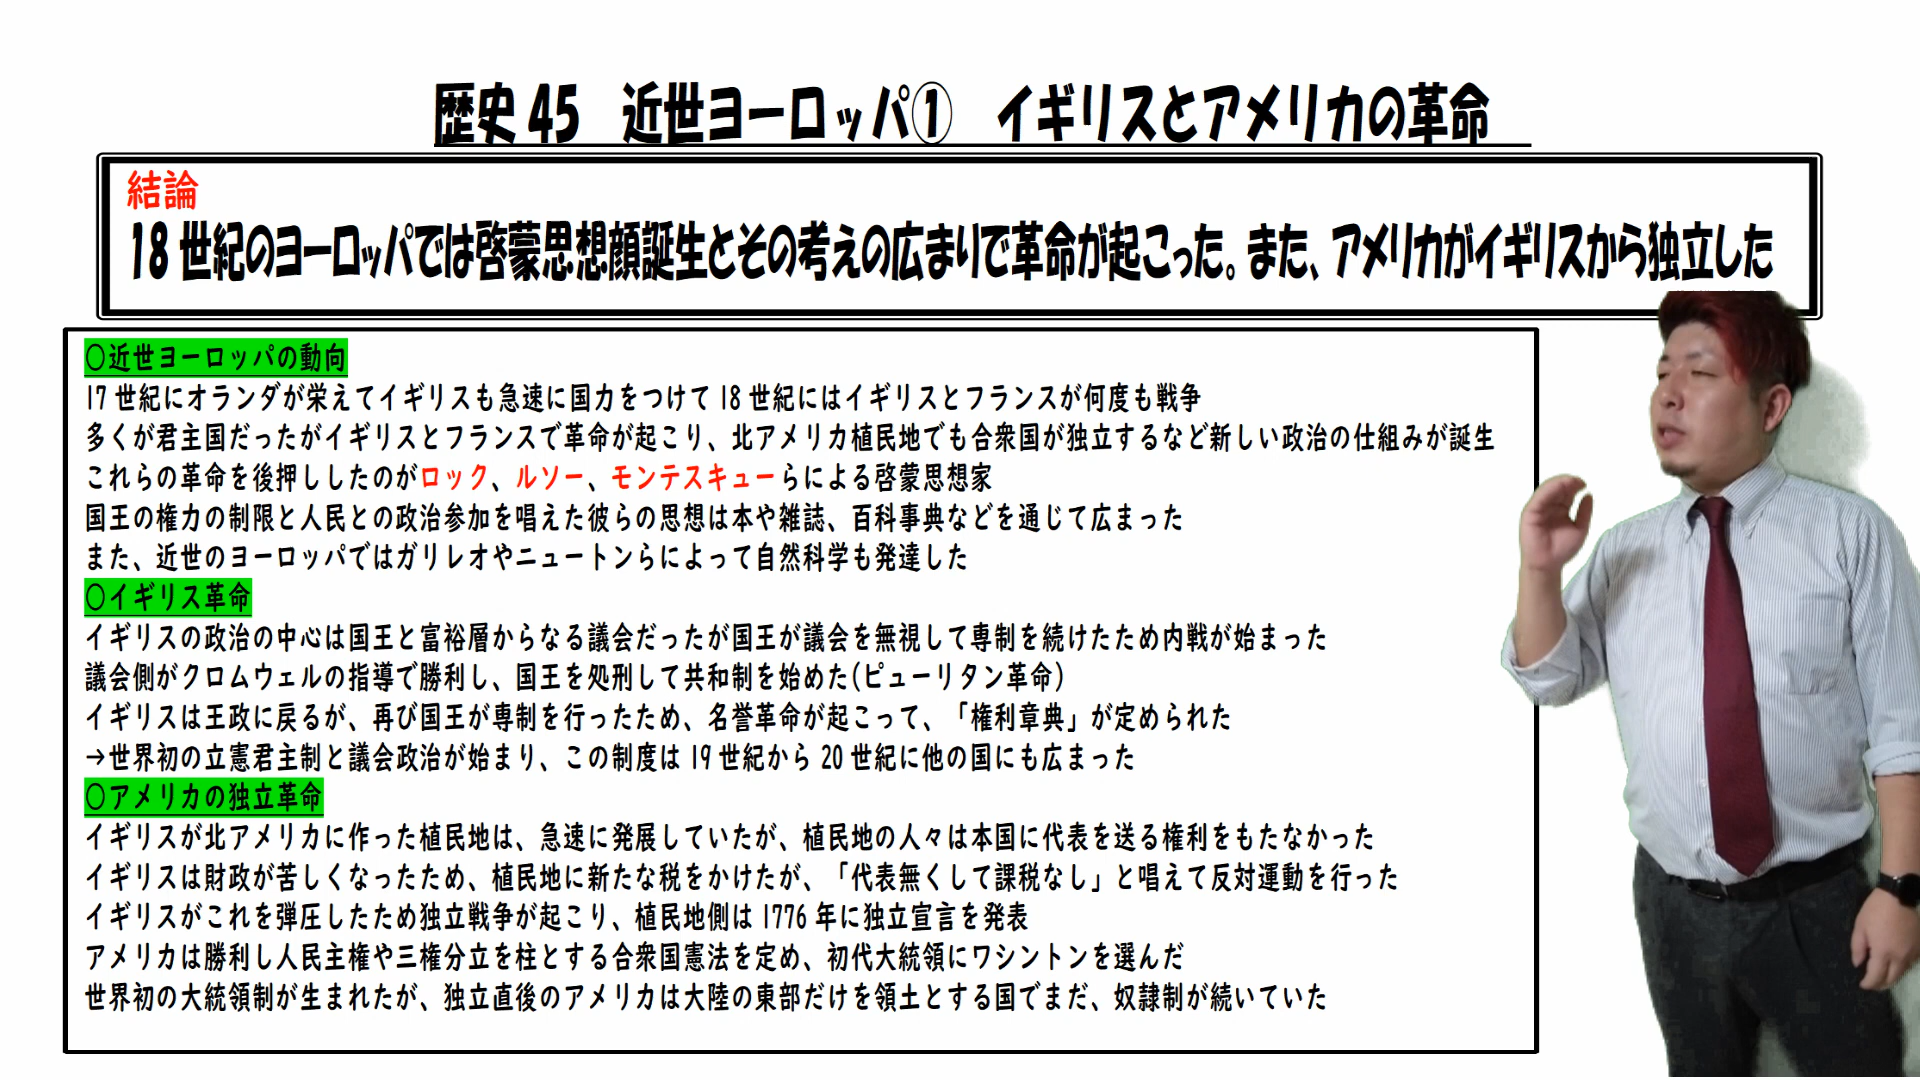 歴史45 近世ヨーロッパ① イギリスとアメリカの革命
結論
18世紀のヨーロッパでは啓蒙思想顔誕生とその考えの広まりで革命が起こった。また、アメリカがイギリスから独立した
○近世ヨーロッパの動向
17世紀にオランダが栄えてイギリスも急速に国力をつけて18世紀にはイギリスとフランスが何度も戦争
多くが君主国だったがイギリスとフランスで革命が起こり、北アメリカ植民地でも合衆国が独立するなど新しい政治の仕組みが誕生
これらの革命を後押ししたのがロック、ルソー、モンテスキューらによる啓蒙思想家
国王の権力の制限と人民との政治参加を唱えた彼らの思想は本や雑誌、百科事典などを通じて広まった
また、近世のヨーロッパではガリレオやニュートンらによって自然科学も発達した
○イギリス革命
イギリスの政治の中心は国王と富裕層からなる議会だったが国王が議会を無視して専制を続けたため内戦が始まった
議会側がクロムウェルの指導で勝利し、国王を処刑して共和制を始めた(ピューリタン革命)
イギリスは王政に戻るが、再び国王が専制を行ったため、名誉革命が起こって、「権利章典」が定められた
→世界初の立憲君主制と議会政治が始まり、この制度は19世紀から20世紀に他の国にも広まった
○アメリカの独立革命
イギリスが北アメリカに作った植民地は、急速に発展していたが、植民地の人々は本国に代表を送る権利をもたなかった
イギリスは財政が苦しくなったため、植民地に新たな税をかけたが、「代表無くして課税なし」と唱えて反対運動を行った
イギリスがこれを弾圧したため独立戦争が起こり、植民地側は1776年に独立宣言を発表
アメリカは勝利し人民主権や三権分立を柱とする合衆国憲法を定め、初代大統領にワシントンを選んだ
世界初の大統領制が生まれたが、独立直後のアメリカは大陸の東部だけを領土とする国でまだ、奴隷制が続いていた